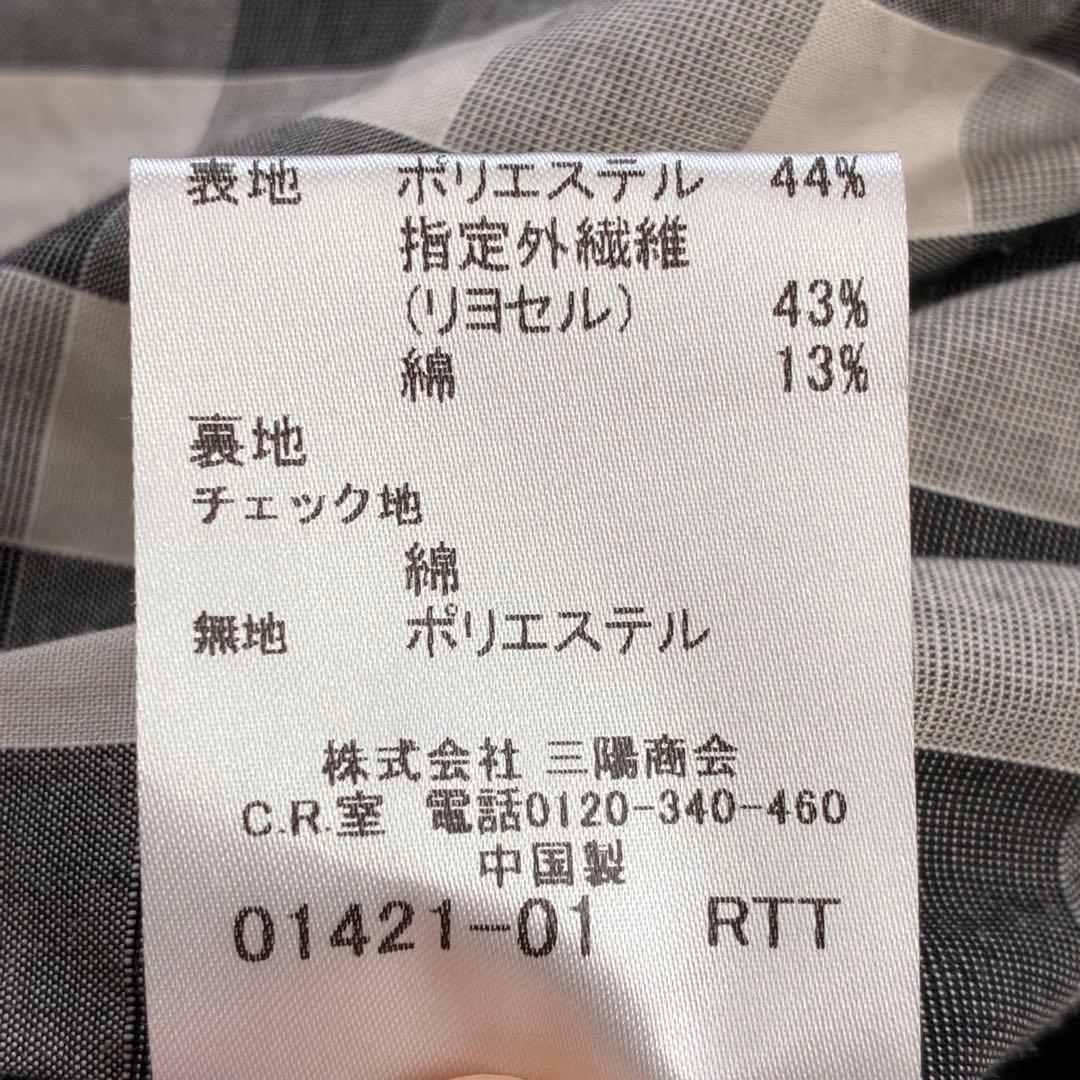 表地 ポリエステル 44%
指定外繊維
(リヨセル) 43%
綿 13%
裏地
チェック地
綿
無地 ポリエステル
株式会社 三陽商会
C.R.室 電話0120-340-460
中国製
01421-01 RTT